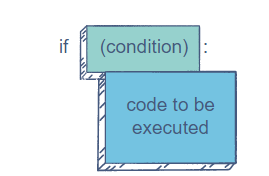 if (condition) :
code to be
executed